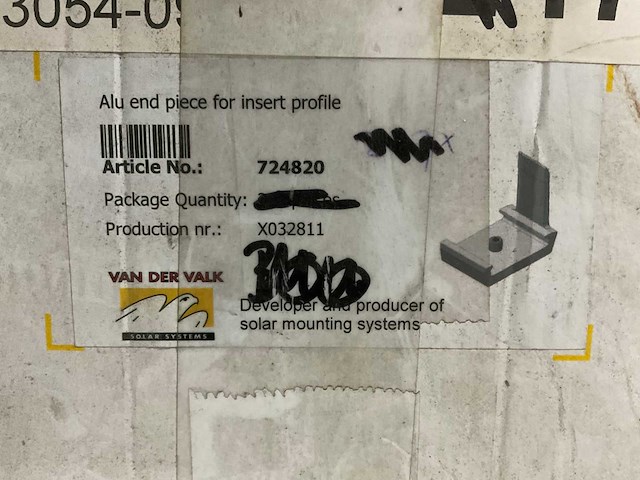 3054-09
Alu end piece for insert profile
Article No.: 724820
Package Quantity:
Production nr.: X032811
VAN DER VALK
SOLAR SYSTEMS
Developer and producer of
solar mounting systems